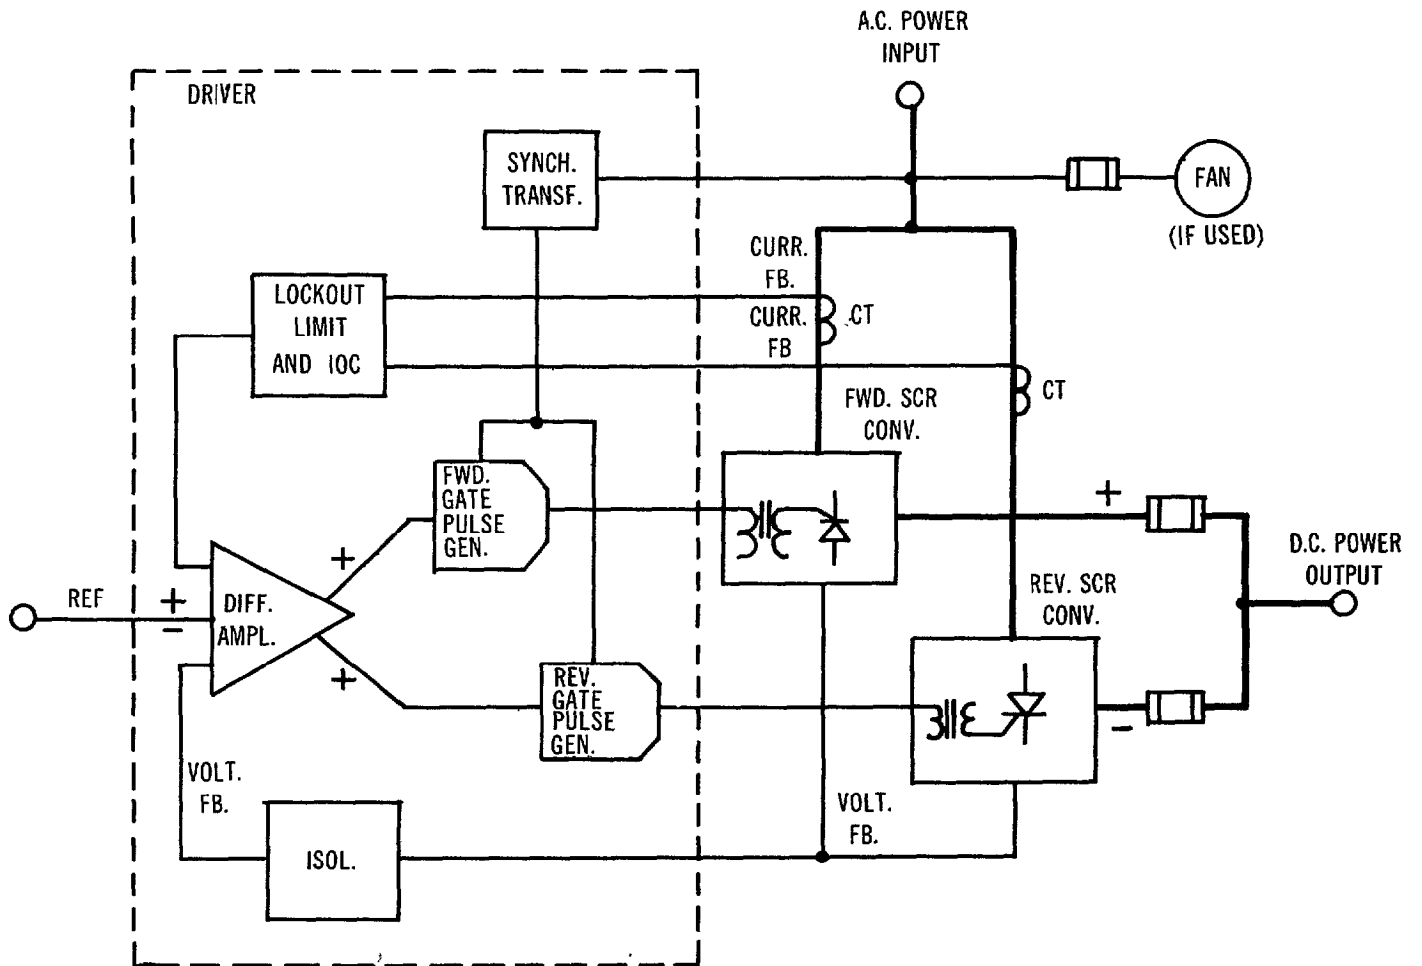 A.C. POWER
INPUT
DRIVER
SYNCH.
TRANSF.
FAN
(IF USED)
CURR.
FB.
LOCKOUT
LIMIT
AND IOC
CURR.
FB
CT
CT
FWD. SCR
CONV.
FWD.
GATE
PULSE
GEN.
+
+
D.C. POWER
OUTPUT
REF
+
−
DIFF.
AMPL.
REV. SCR
CONV.
+
REV.
GATE
PULSE
GEN.
−
VOLT.
FB.
VOLT.
FB.
ISOL.